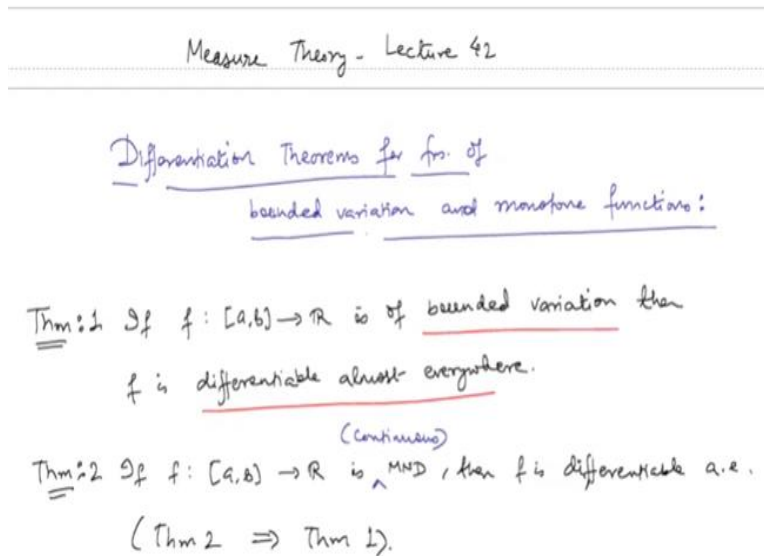 Measure Theory - Lecture 42
Differentiation Theorems for fns. of
bounded variation and monotone functions:
Thm:1 If f : [a,b] → R is of bounded variation then
f is differentiable almost everywhere.
(continuous)
Thm:2 If f : [a,b] → R is ^ MND, then f is differentiable a.e.
(Thm 2 ⇒ Thm 1).